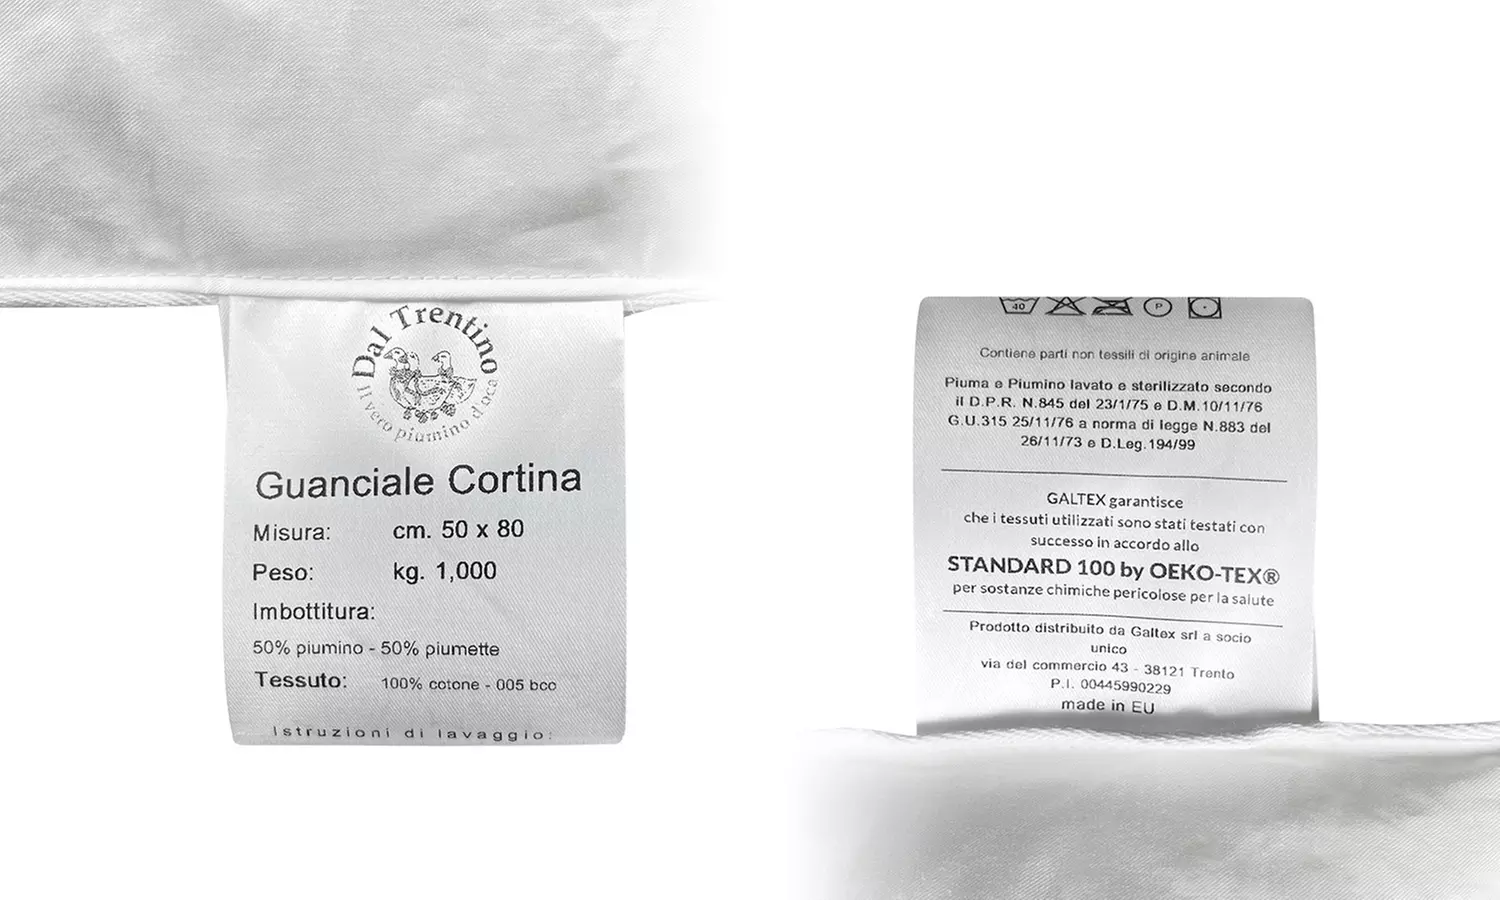 Dal Trentino
Il vero piumino d'oca
Guanciale Cortina
Misura: cm. 50 x 80
Peso: kg. 1,000
Imbottitura:
50% piumino - 50% piumette
Tessuto: 100% cotone - 005 bcc
Istruzioni di lavaggio:
40 P
Contiene parti non tessili di origine animale
Piuma e Piumino lavato e sterilizzato secondo
il D.P.R. N.845 del 23/1/75 e D.M.10/11/76
G.U.315 25/11/76 a norma di legge N.883 del
26/11/73 e D.Leg.194/99
GALTEX garantisce
che i tessuti utilizzati sono stati testati con
successo in accordo allo
STANDARD 100 by OEKO-TEX®
per sostanze chimiche pericolose per la salute
Prodotto distribuito da Galtex srl a socio
unico
via del commercio 43 - 38121 Trento
P.I. 00445990229
made in EU